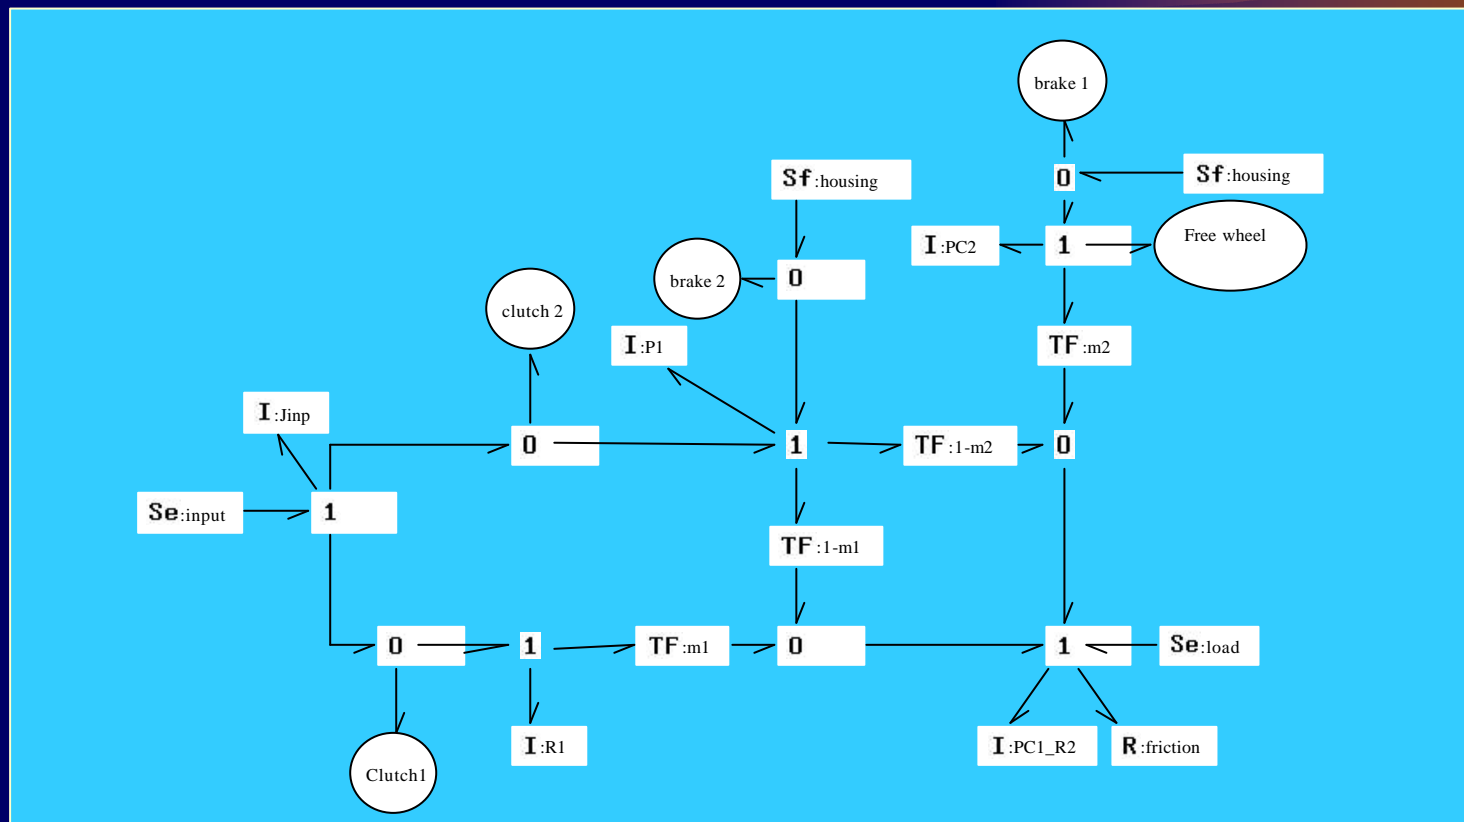 brake 1
Sf:housing
0
Sf:housing
I:PC2
1
Free wheel
brake 2
0
clutch 2
I:P1
TF:m2
I:Jinp
0
1
TF:1-m2
0
Se:input
1
TF:1-m1
0
1
TF:m1
0
1
Se:load
I:R1
I:PC1_R2
R:friction
Clutch1